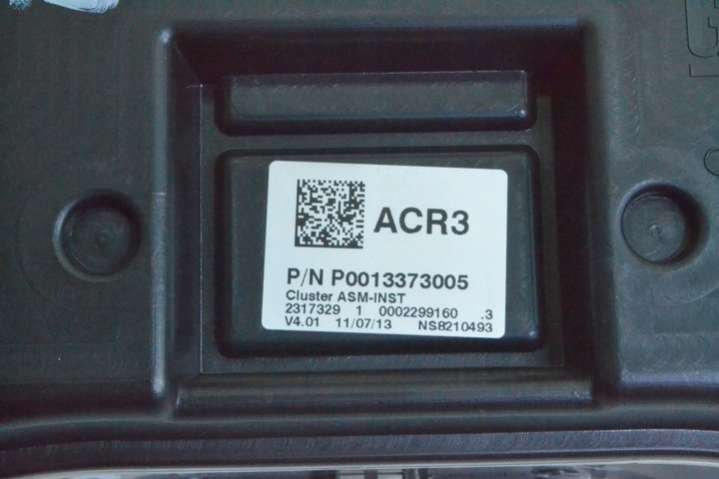 ACR3
P/N P0013373005
Cluster ASM-INST
2317329 1 0002299160 .3
V4.01 11/07/13 NS8210493